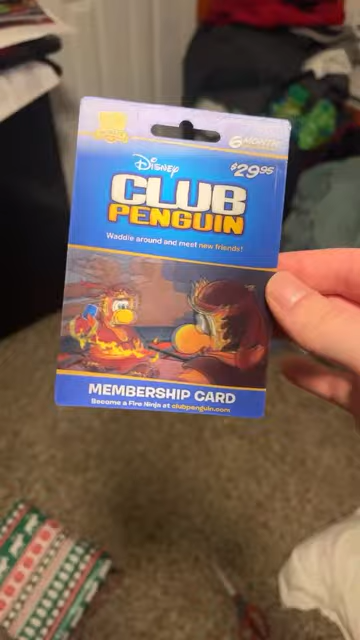 6 MONTH
$29.95
Disney
CLUB
PENGUIN
Waddle around and meet new friends!
MEMBERSHIP CARD
Become a Fire Ninja at clubpenguin.com